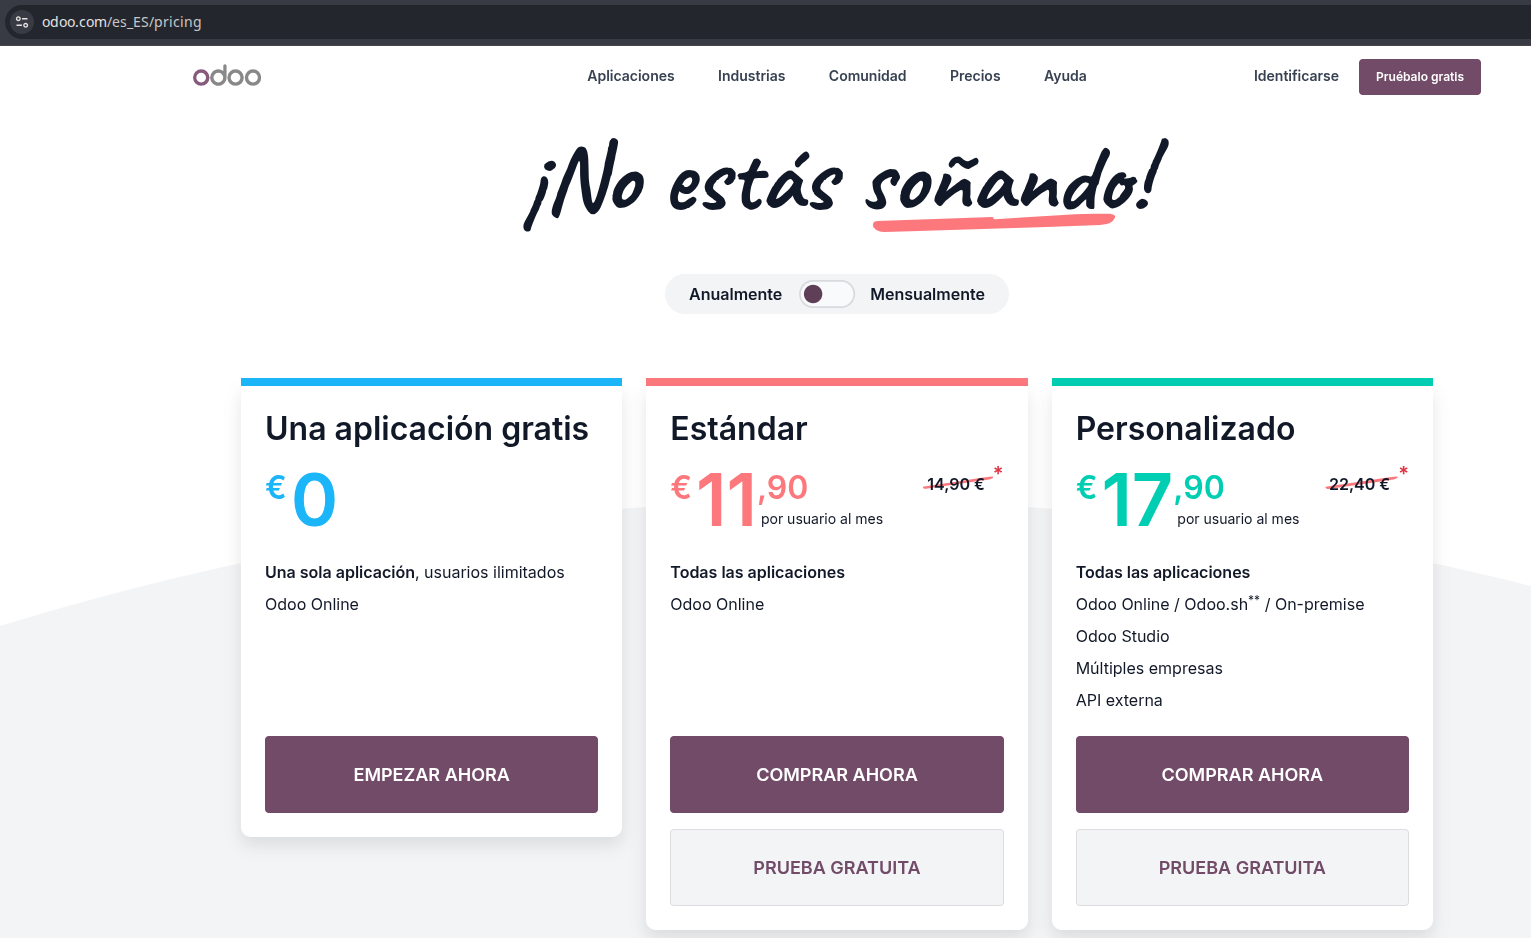 odoo.com/es_ES/pricing
odoo
Aplicaciones Industrias Comunidad Precios Ayuda Identificarse Pruébalo gratis
¡No estás soñando!
Anualmente Mensualmente
Una aplicación gratis
€ 0
Una sola aplicación, usuarios ilimitados
Odoo Online
EMPEZAR AHORA
Estándar
€ 11,90 14,90 € *
por usuario al mes
Todas las aplicaciones
Odoo Online
COMPRAR AHORA
PRUEBA GRATUITA
Personalizado
€ 17,90 22,40 € *
por usuario al mes
Todas las aplicaciones
Odoo Online / Odoo.sh** / On-premise
Odoo Studio
Múltiples empresas
API externa
COMPRAR AHORA
PRUEBA GRATUITA